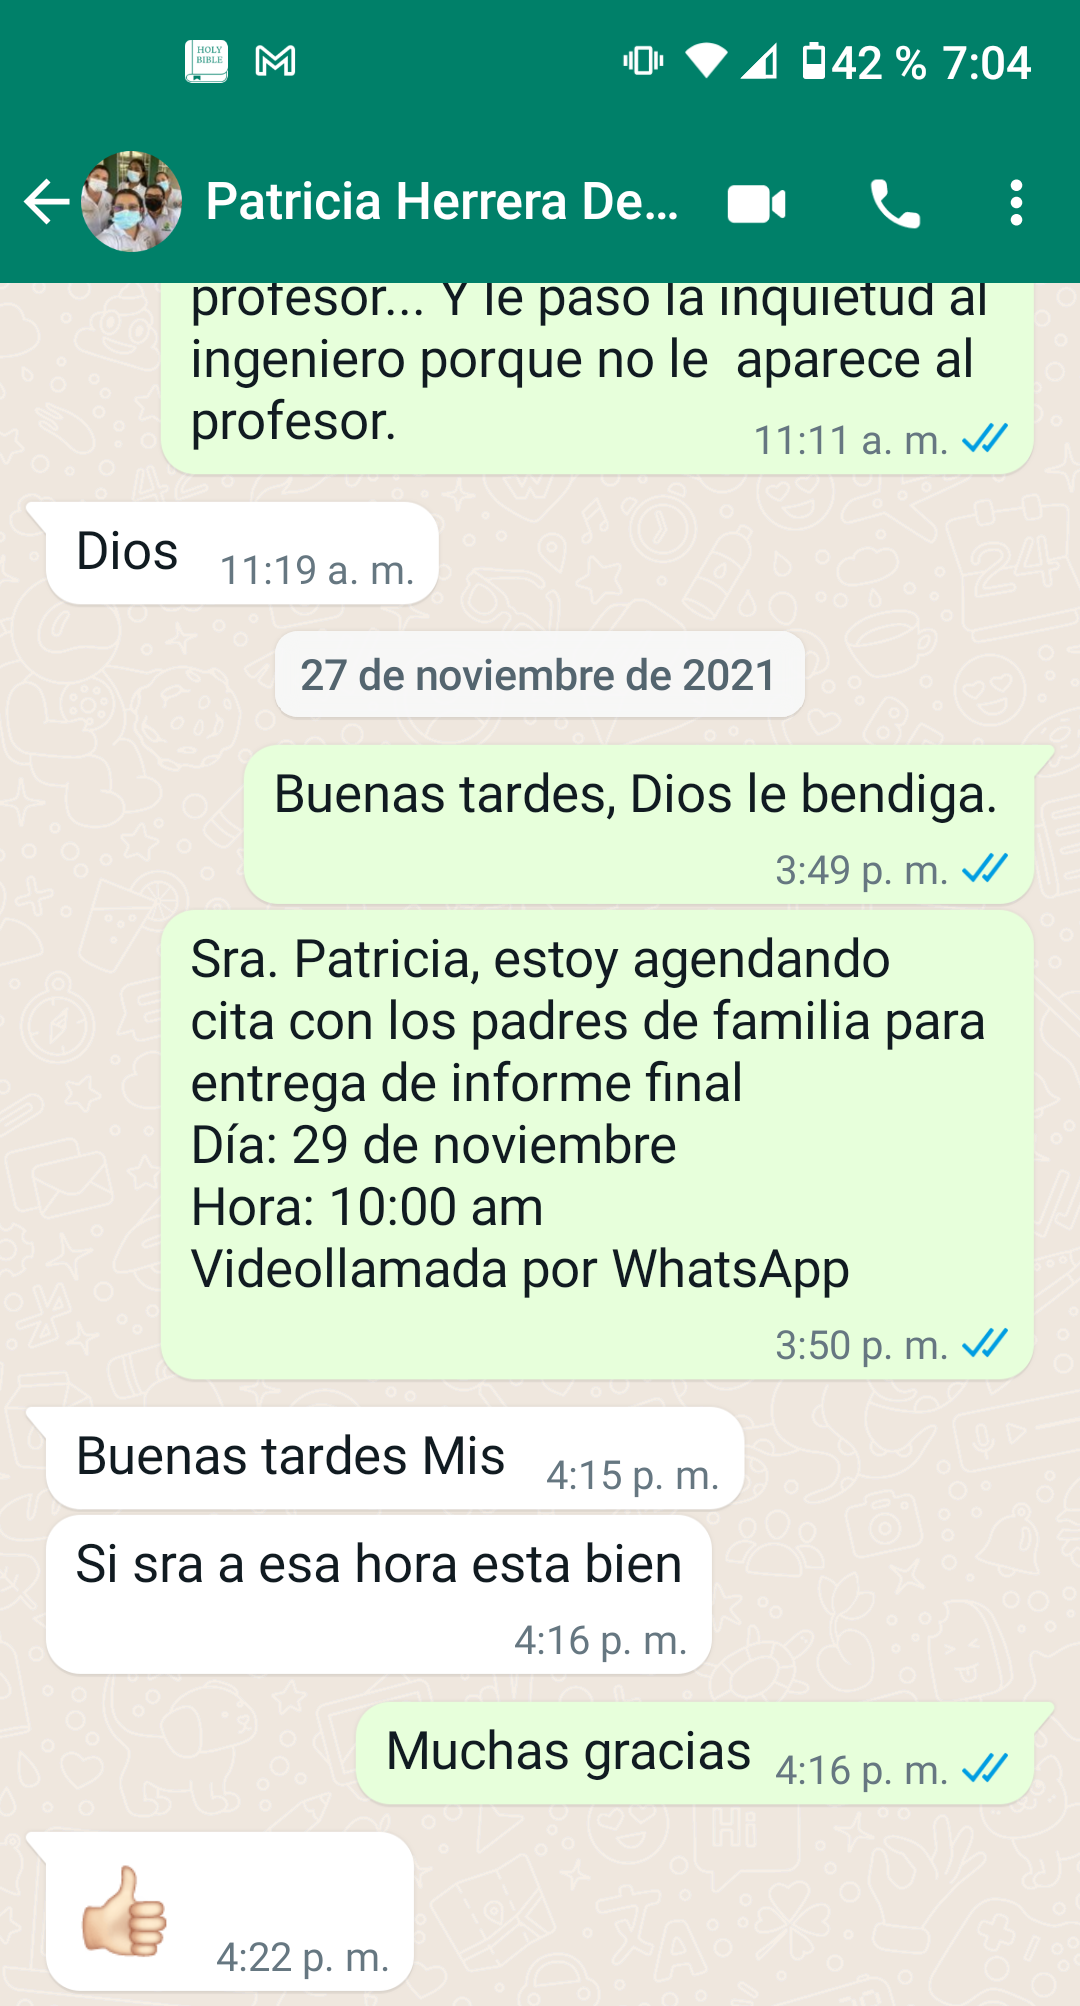 HOLY
BIBLE
42 % 7:04
Patricia Herrera De...
profesor... Y le paso la inquietud al
ingeniero porque no le  aparece al
profesor.
11:11 a. m.
Dios
11:19 a. m.
27 de noviembre de 2021
Buenas tardes, Dios le bendiga.
3:49 p. m.
Sra. Patricia, estoy agendando
cita con los padres de familia para
entrega de informe final
Día: 29 de noviembre
Hora: 10:00 am
Videollamada por WhatsApp
3:50 p. m.
Buenas tardes Mis
4:15 p. m.
Si sra a esa hora esta bien
4:16 p. m.
Muchas gracias
4:16 p. m.
👍🏻
4:22 p. m.